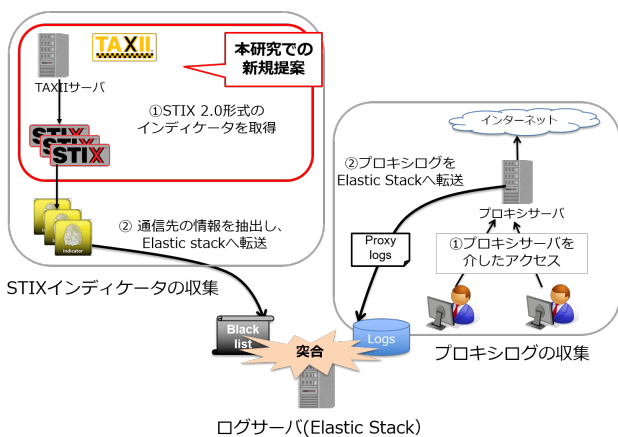 TAXII
本研究での
新規提案
TAXIIサーバ
①STIX 2.0形式の
インディケータを取得
STIX
STIX
STIX
② 通信先の情報を抽出し、
Elastic stackへ転送
Indicator
STIXインディケータの収集
インターネット
②プロキシログを
Elastic Stackへ転送
プロキシサーバ
Proxy
logs
①プロキシサーバを
介したアクセス
プロキシログの収集
Black
list
突合
Logs
ログサーバ(Elastic Stack)